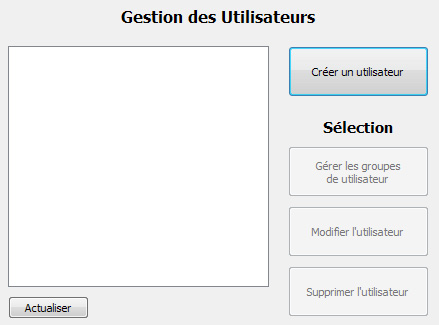 Gestion des Utilisateurs
Créer un utilisateur
Sélection
Gérer les groupes
de utilisateur
Modifier l'utilisateur
Supprimer l'utilisateur
Actualiser